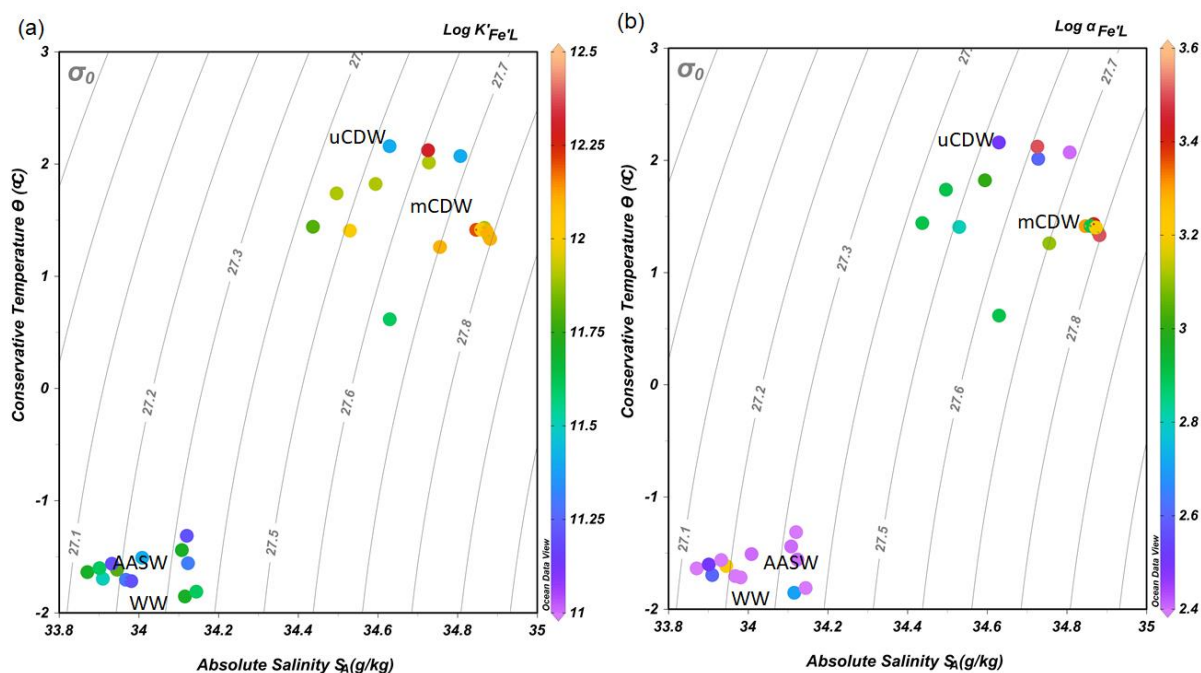 (a)
Log K'Fe'L
σ0
3
2
1
0
-1
-2
Conservative Temperature Θ (ºC)
33.8
34
34.2
34.4
34.6
34.8
35
Absolute Salinity SA(g/kg)
27.1
27.2
27.3
27.5
27.6
27.7
27.8
uCDW
mCDW
AASW
WW
12.5
12.25
12
11.75
11.5
11.25
11
Ocean Data View
(b)
Log αFe'L
σ0
3
2
1
0
-1
-2
Conservative Temperature Θ (ºC)
33.8
34
34.2
34.4
34.6
34.8
35
Absolute Salinity SA(g/kg)
27.1
27.2
27.3
27.5
27.6
27.7
27.8
uCDW
mCDW
AASW
WW
3.6
3.4
3.2
3
2.8
2.6
2.4
Ocean Data View